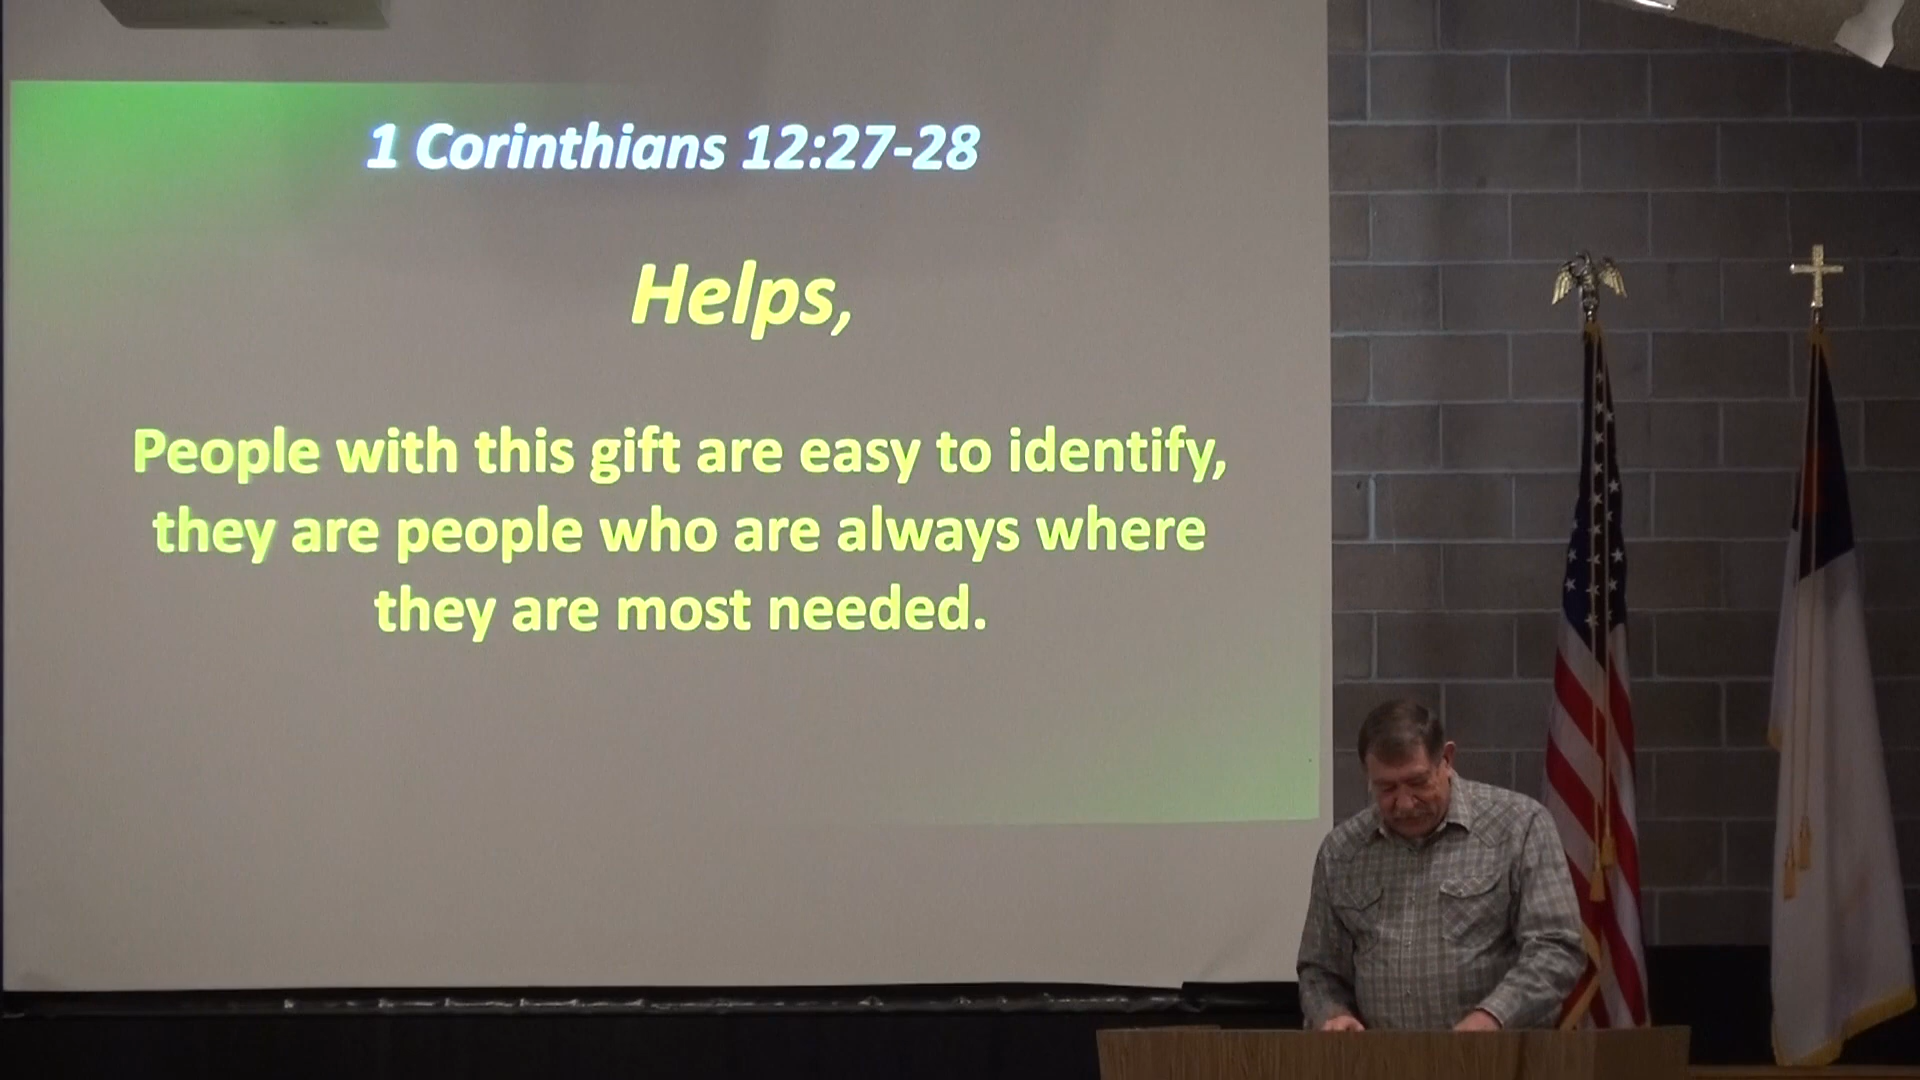 1 Corinthians 12:27-28
Helps,
People with this gift are easy to identify,
they are people who are always where
they are most needed.